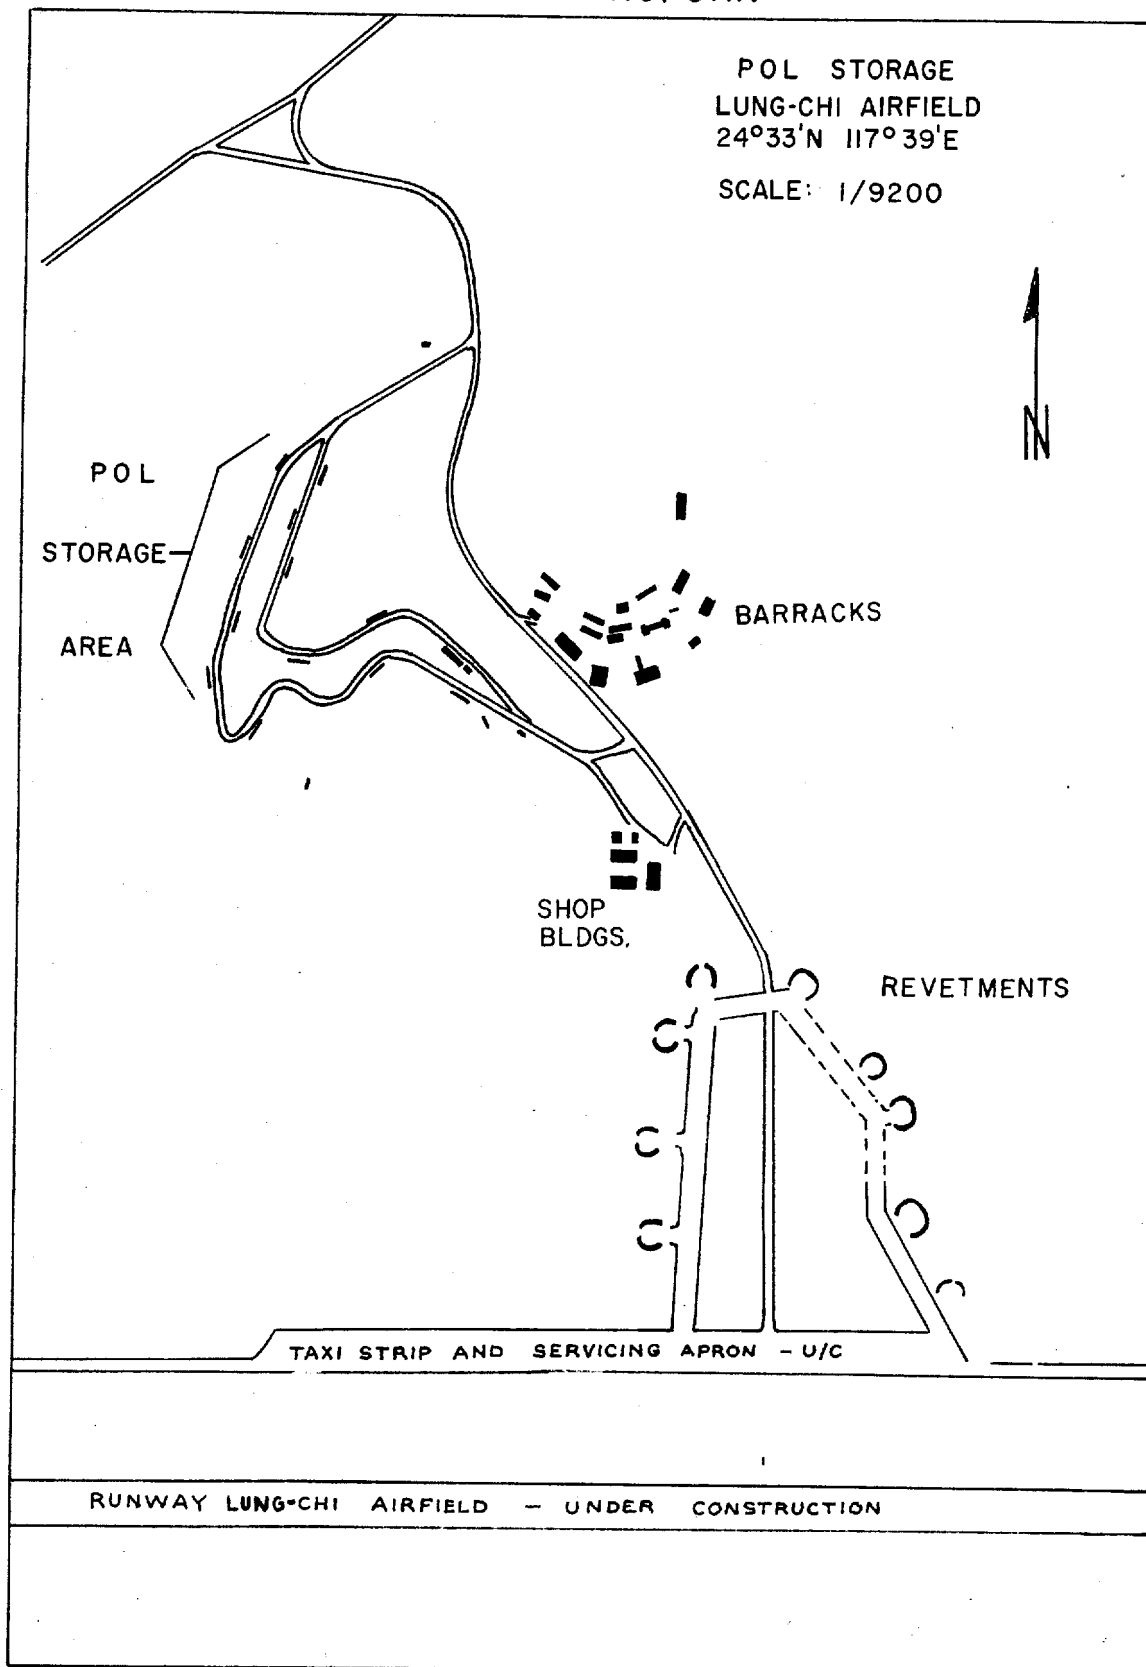 POL STORAGE
LUNG-CHI AIRFIELD
24°33'N 117°39'E
SCALE: 1/9200
N
POL
STORAGE
AREA
BARRACKS
SHOP
BLDGS.
REVETMENTS
TAXI STRIP AND SERVICING APRON - U/C
RUNWAY LUNG-CHI AIRFIELD - UNDER CONSTRUCTION